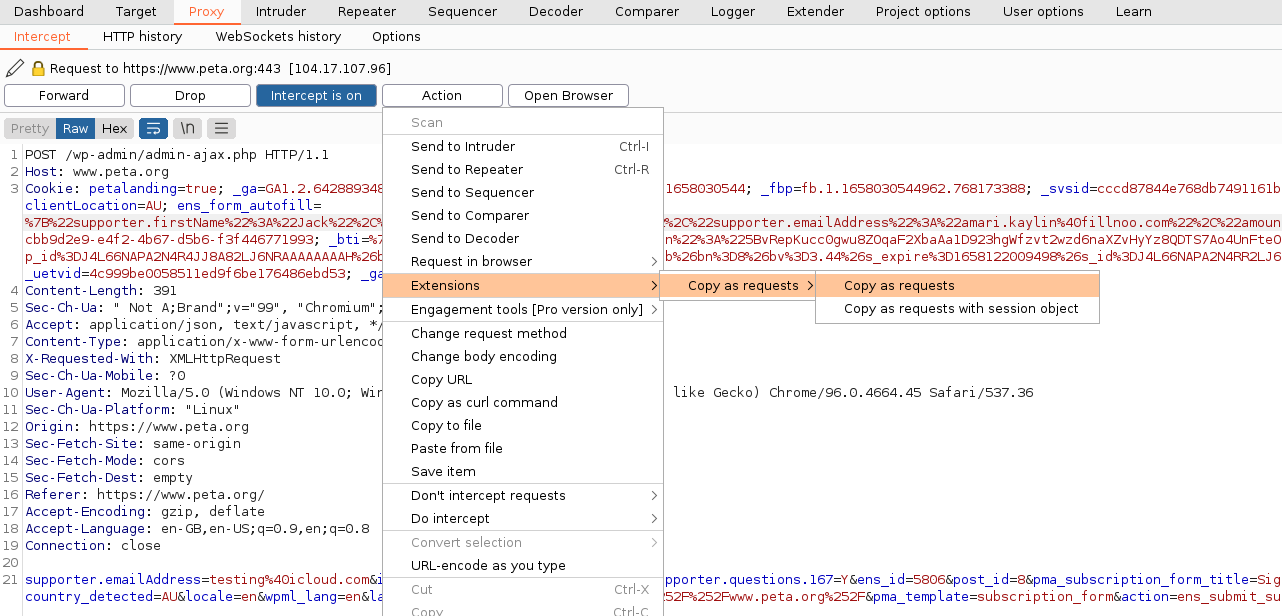 Dashboard Target Proxy Intruder Repeater Sequencer Decoder Comparer Logger Extender Project options User options Learn
Intercept HTTP history WebSockets history Options
Request to https://www.peta.org:443 [104.17.107.96]
Forward Drop Intercept is on Action Open Browser
Pretty Raw Hex \n
Scan
Send to Intruder Ctrl-I
Send to Repeater Ctrl-R
Send to Sequencer
Send to Comparer
Send to Decoder
Request in browser
Extensions
Copy as requests
Copy as requests
Copy as requests with session object
Engagement tools [Pro version only]
Change request method
Change body encoding
Copy URL
Copy as curl command
Copy to file
Paste from file
Save item
Don't intercept requests
Do intercept
Convert selection
URL-encode as you type
Cut Ctrl-X
Copy Ctrl-C
1 POST /wp-admin/admin-ajax.php HTTP/1.1
2 Host: www.peta.org
3 Cookie: petalanding=true; _ga=GA1.2.642889348 1658030544; _fbp=fb.1.1658030544962.768173388; _svsid=cccd87844e768db7491161b
clientLocation=AU; ens_form_autofill=
%7B%22supporter.firstName%22%3A%22Jack%22%2C% %2C%22supporter.emailAddress%22%3A%22amari.kaylin%40fillnoo.com%22%2C%22amoun
cbb9d2e9-e4f2-4b67-d5b6-f3f446771993; _bti=%7 n%22%3A%225BvRepKuccOgwu8ZOqaF2XbaAa1D923hgWfzvt2wzd6naXZvHyYz8QDTS7Ao4UnFteO
p_id%3DJ4L66NAPA2N4R4JJ8A82LJ6NRAAAAAAAAH%26b b%26bn%3D8%26bv%3D3.44%26s_expire%3D1658122009498%26s_id%3DJ4L66NAPA2N4RR2LJ6
_uetvid=4c999be0058511ed9f6be176486ebd53; _ga
4 Content-Length: 391
5 Sec-Ch-Ua: " Not A;Brand";v="99", "Chromium";
6 Accept: application/json, text/javascript, */
7 Content-Type: application/x-www-form-urlencod
8 X-Requested-With: XMLHttpRequest
9 Sec-Ch-Ua-Mobile: ?0
10 User-Agent: Mozilla/5.0 (Windows NT 10.0; Win like Gecko) Chrome/96.0.4664.45 Safari/537.36
11 Sec-Ch-Ua-Platform: "Linux"
12 Origin: https://www.peta.org
13 Sec-Fetch-Site: same-origin
14 Sec-Fetch-Mode: cors
15 Sec-Fetch-Dest: empty
16 Referer: https://www.peta.org/
17 Accept-Encoding: gzip, deflate
18 Accept-Language: en-GB,en-US;q=0.9,en;q=0.8
19 Connection: close
20
21 supporter.emailAddress=testing%40icloud.com&i pporter.questions.167=Y&ens_id=5806&post_id=8&pma_subscription_form_title=Sig
country_detected=AU&locale=en&wpml_lang=en&la 252F%252Fwww.peta.org%252F&pma_template=subscription_form&action=ens_submit_su